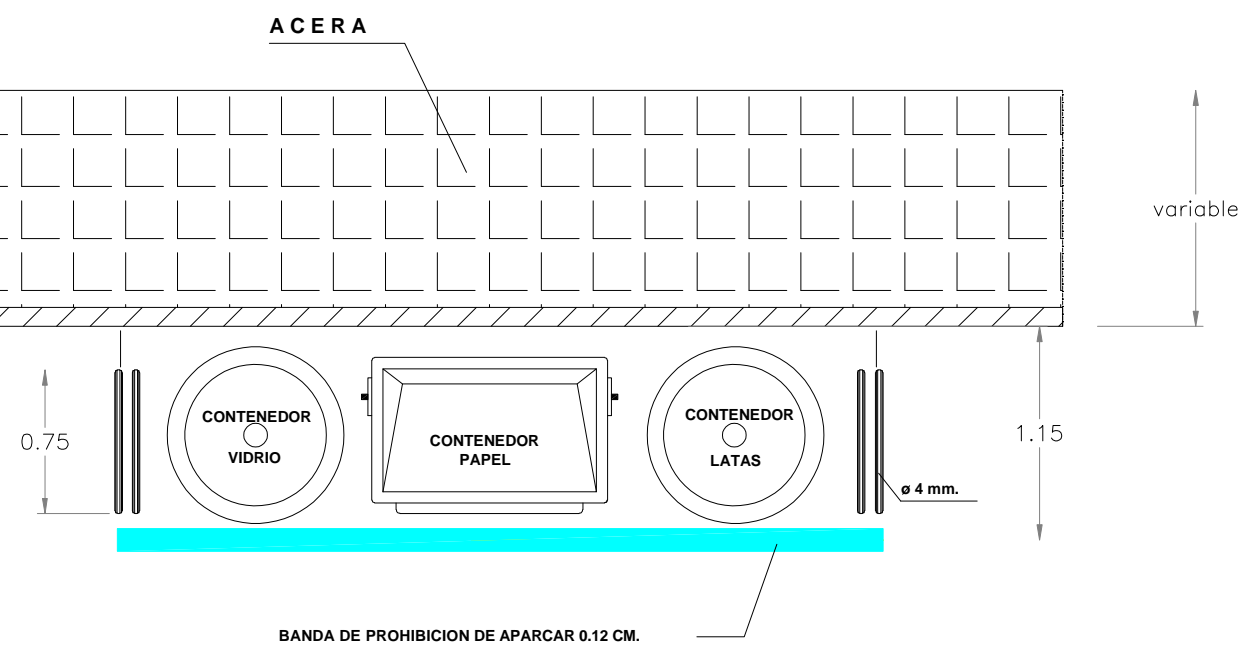 ACERA
variable
CONTENEDOR
VIDRIO
CONTENEDOR
PAPEL
CONTENEDOR
LATAS
0.75
1.15
ø 4 mm.
BANDA DE PROHIBICION DE APARCAR 0.12 CM.